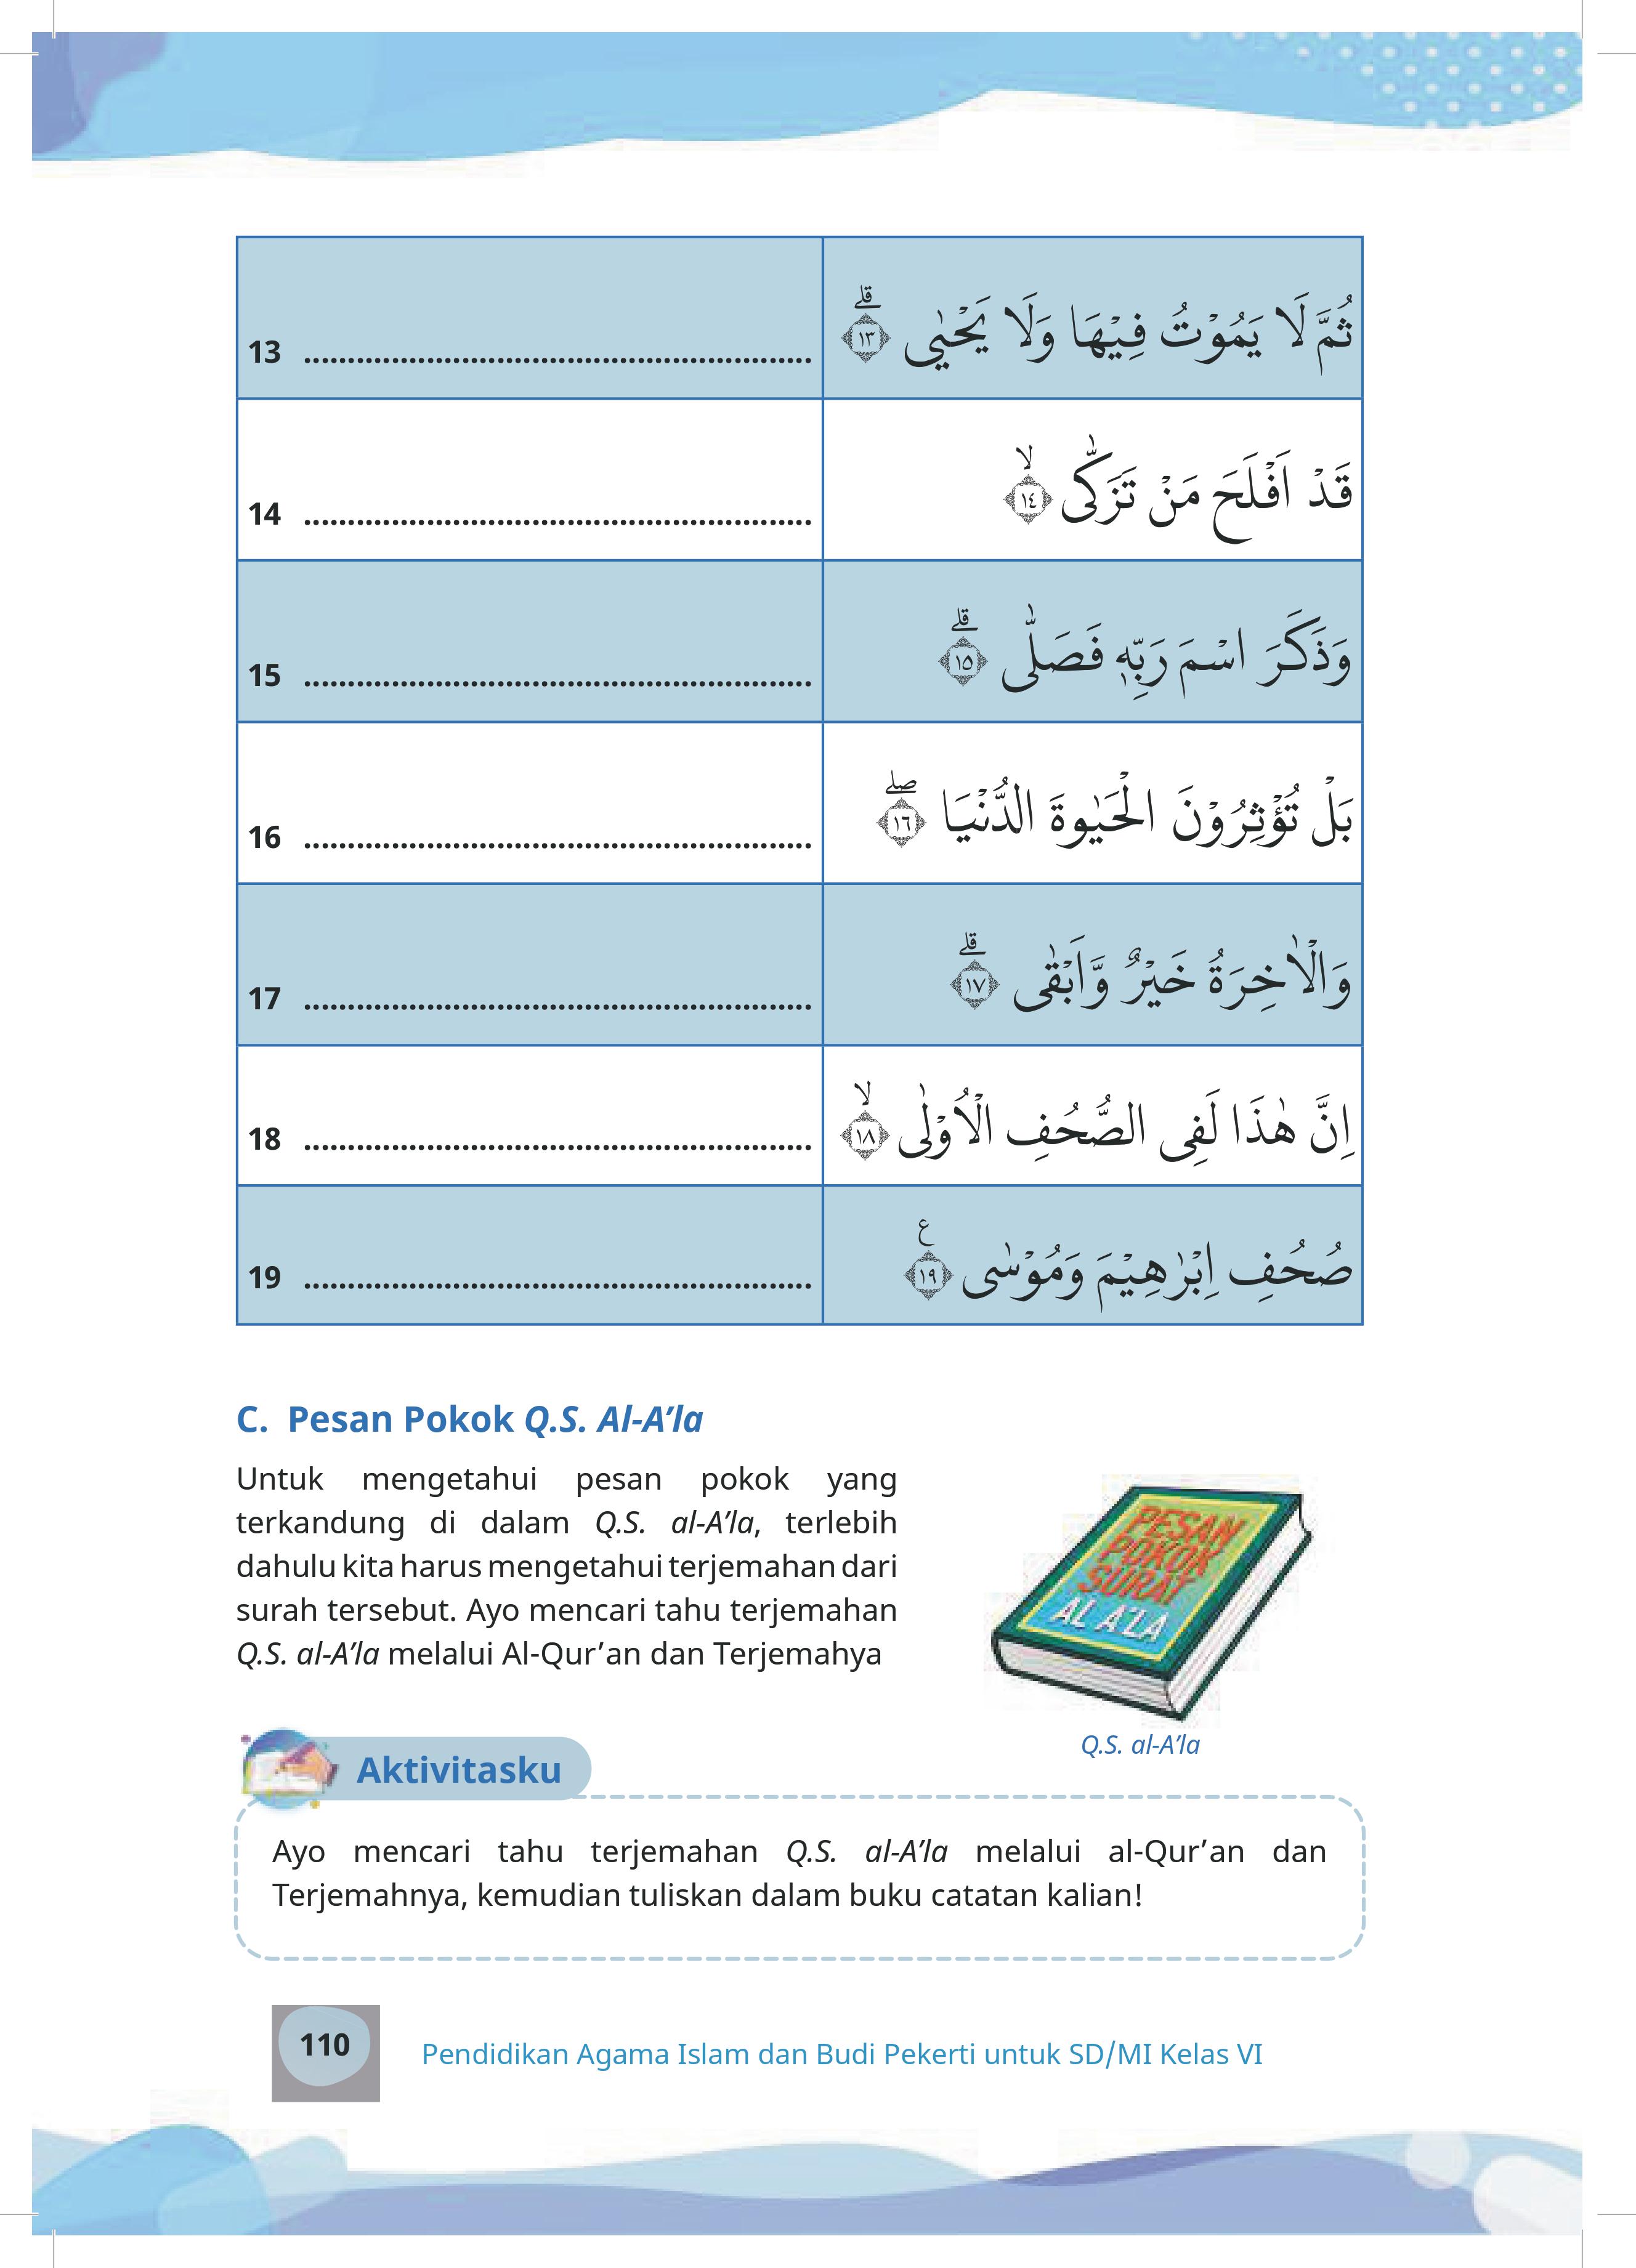 13 ........................................................... ثُمَّ لَا يَمُوْتُ فِيْهَا وَلَا يَحْيٰىۗ ۝١٣
14 ........................................................... قَدْ اَفْلَحَ مَنْ تَزَكّٰىۙ ۝١٤
15 ........................................................... وَذَكَرَ اسْمَ رَبِّهٖ فَصَلّٰىۗ ۝١٥
16 ........................................................... بَلْ تُؤْثِرُوْنَ الْحَيٰوةَ الدُّنْيَاۖ ۝١٦
17 ........................................................... وَالْاٰخِرَةُ خَيْرٌ وَّاَبْقٰىۗ ۝١٧
18 ........................................................... اِنَّ هٰذَا لَفِى الصُّحُفِ الْاُوْلٰىۙ ۝١٨
19 ........................................................... صُحُفِ اِبْرٰهِيْمَ وَمُوْسٰى ࣖ ۝١٩
C. Pesan Pokok Q.S. Al-A’la
Untuk mengetahui pesan pokok yang
terkandung di dalam Q.S. al-A’la, terlebih
dahulu kita harus mengetahui terjemahan dari
surah tersebut. Ayo mencari tahu terjemahan
Q.S. al-A’la melalui Al-Qur’an dan Terjemahya
PESAN
POKOK
SURAT
AL A'LA
Q.S. al-A’la
Aktivitasku
Ayo mencari tahu terjemahan Q.S. al-A’la melalui al-Qur’an dan
Terjemahnya, kemudian tuliskan dalam buku catatan kalian!
110 Pendidikan Agama Islam dan Budi Pekerti untuk SD/MI Kelas VI